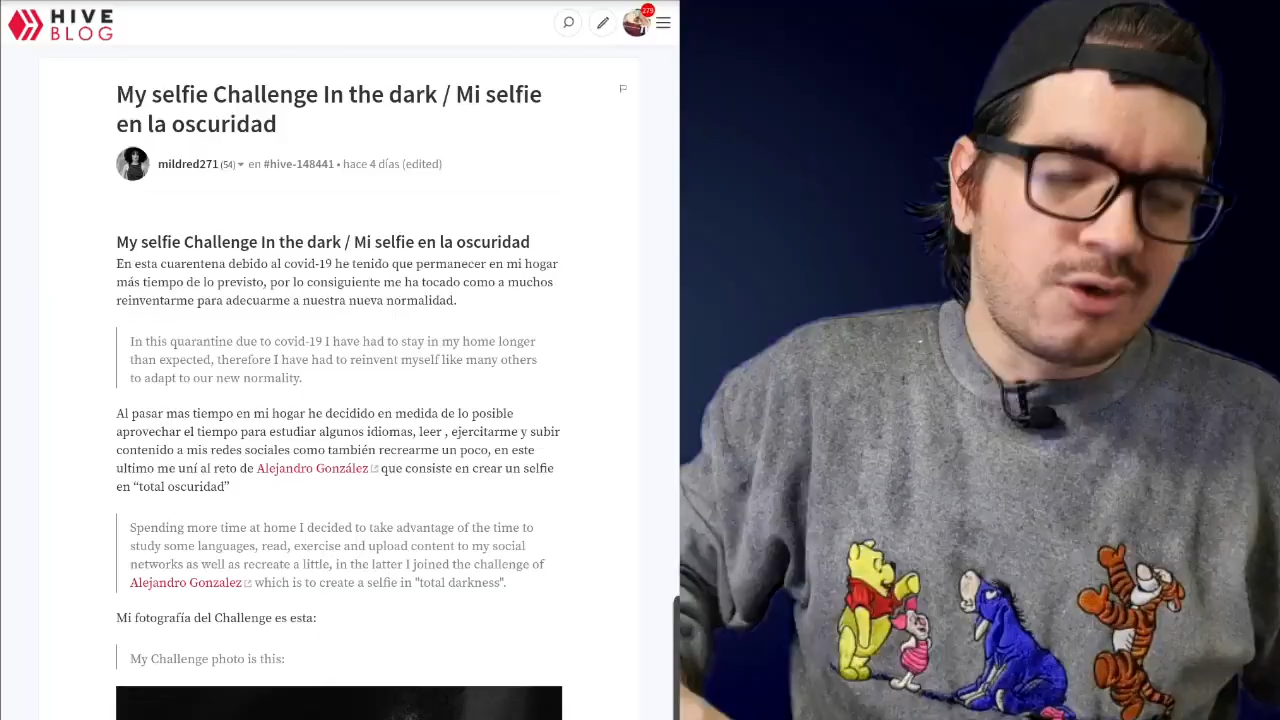 HIVE
BLOG
279
My selfie Challenge In the dark / Mi selfie
en la oscuridad
mildred271 (54) en #hive-148441 • hace 4 días (edited)
My selfie Challenge In the dark / Mi selfie en la oscuridad
En esta cuarentena debido al covid-19 he tenido que permanecer en mi hogar
más tiempo de lo previsto, por lo consiguiente me ha tocado como a muchos
reinventarme para adecuarme a nuestra nueva normalidad.
In this quarantine due to covid-19 I have had to stay in my home longer
than expected, therefore I have had to reinvent myself like many others
to adapt to our new normality.
Al pasar mas tiempo en mi hogar he decidido en medida de lo posible
aprovechar el tiempo para estudiar algunos idiomas, leer , ejercitarme y subir
contenido a mis redes sociales como también recrearme un poco, en este
ultimo me uní al reto de Alejandro González que consiste en crear un selfie
en “total oscuridad”
Spending more time at home I decided to take advantage of the time to
study some languages, read, exercise and upload content to my social
networks as well as recreate a little, in the latter I joined the challenge of
Alejandro Gonzalez which is to create a selfie in "total darkness".
Mi fotografía del Challenge es esta:
My Challenge photo is this: